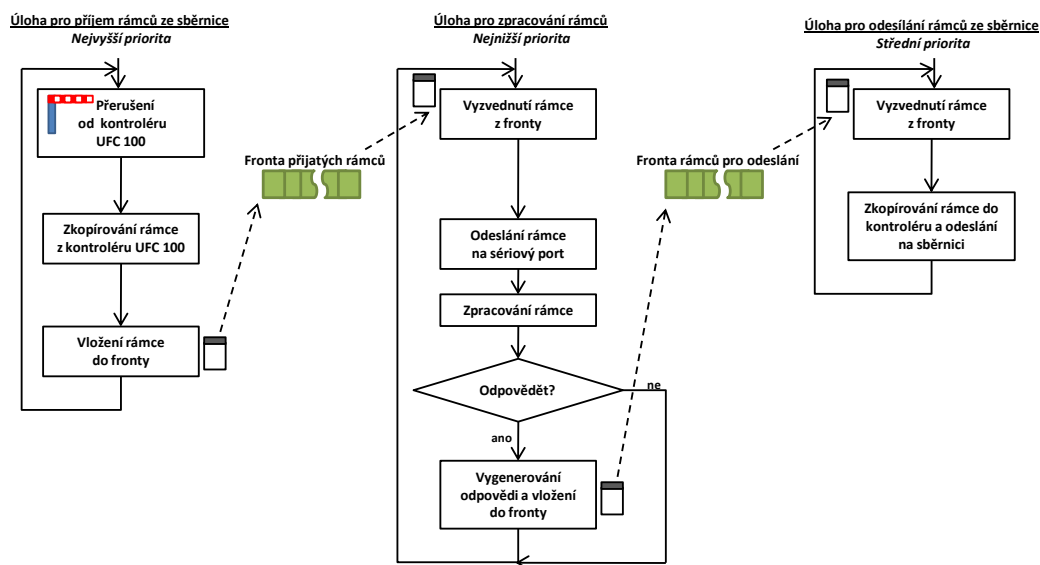 Úloha pro příjem rámců ze sběrnice
Nejvyšší priorita
Přerušení
od kontroléru
UFC 100
Zkopírování rámce
z kontroléru UFC 100
Vložení rámce
do fronty
Fronta přijatých rámců
Úloha pro zpracování rámců
Nejnižší priorita
Vyzvednutí rámce
z fronty
Odeslání rámce
na sériový port
Zpracování rámce
Odpovědět?
ne
ano
Vygenerování
odpovědi a vložení
do fronty
Fronta rámců pro odeslání
Úloha pro odesílání rámců ze sběrnice
Střední priorita
Vyzvednutí rámce
z fronty
Zkopírování rámce do
kontroléru a odeslání
na sběrnici